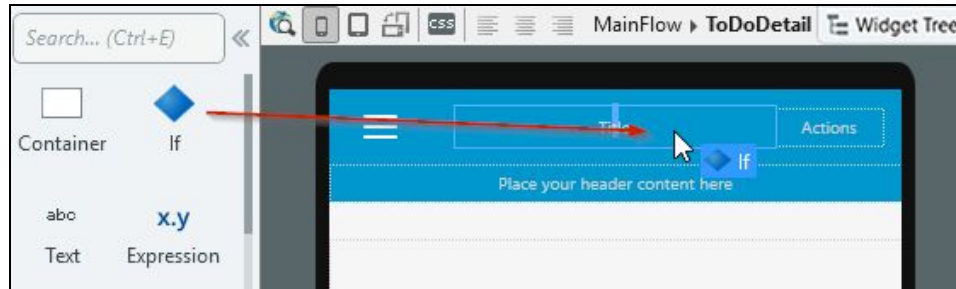 Search... (Ctrl+E)
css
MainFlow ▸ ToDoDetail
Widget Tree
Container
If
Title
Actions
If
Place your header content here
abc
x.y
Text
Expression